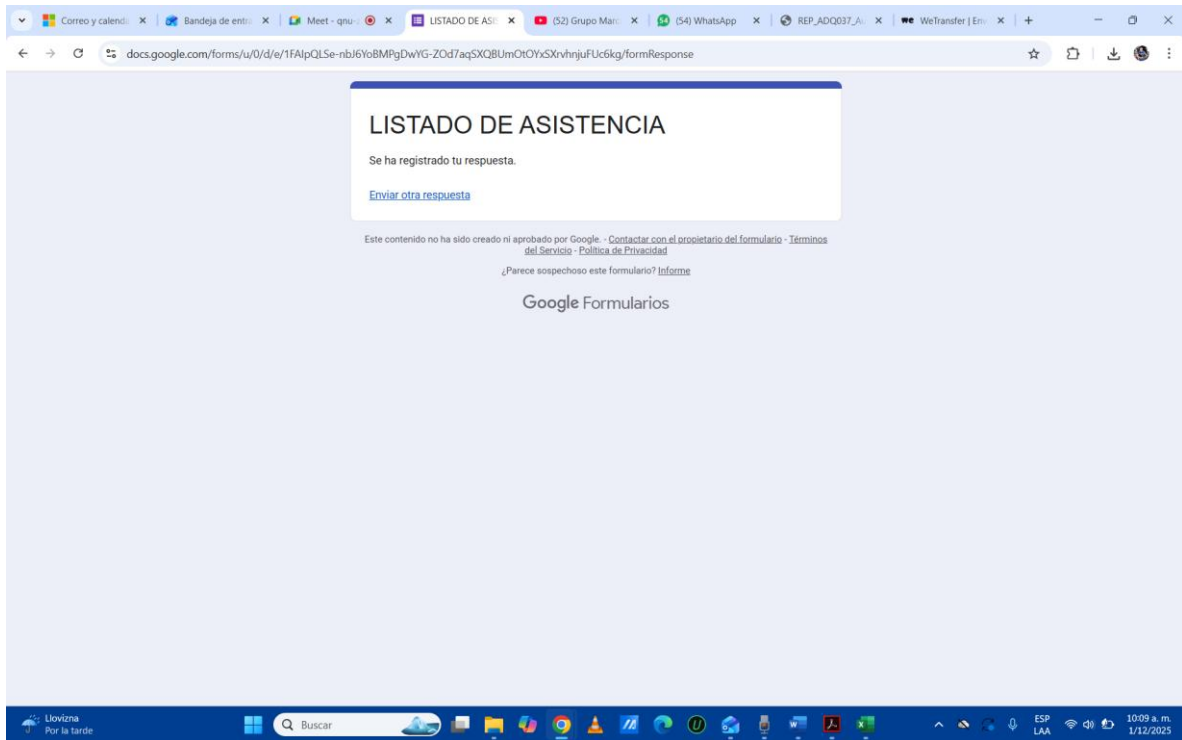 Correo y calenda
Bandeja de entra
Meet - qnu-
LISTADO DE ASIS
(52) Grupo Marc
(54) WhatsApp
REP_ADQ037_A
WeTransfer | Env
docs.google.com/forms/u/0/d/e/1FAIpQLSe-nbJ6YoBMPgDwYG-ZOd7aqSXQBUmOtOYxSXrvhnjuFUc6kg/formResponse
LISTADO DE ASISTENCIA
Se ha registrado tu respuesta.
Enviar otra respuesta
Este contenido no ha sido creado ni aprobado por Google. - Contactar con el propietario del formulario - Términos
del Servicio - Política de Privacidad
¿Parece sospechoso este formulario? Informe
Google Formularios
Llovizna
Por la tarde
Buscar
ESP
LAA
10:09 a. m.
1/12/2025